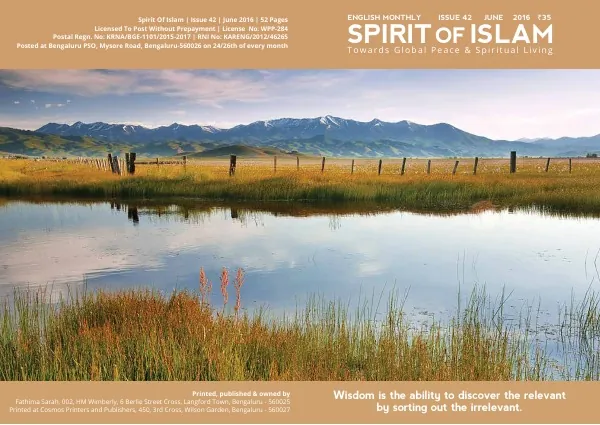 Spirit Of Islam | Issue 42 | June 2016 | 52 Pages
Licensed To Post Without Prepayment | License No. WPP-284
Postal Regn. No: KRNA/BGE-1101/2015-2017 | RNI No: KARENG/2012/46265
Posted at Bengaluru PSO, Mysore Road, Bengaluru-560026 on 24/26th of every month
ENGLISH MONTHLY ISSUE 42 JUNE 2016 ₹35
SPIRIT OF ISLAM
Towards Global Peace & Spiritual Living
Printed, published & owned by
Fathima Sarah, 002, HM Wimberly, 6 Berlie Street Cross, Langford Town, Bengaluru - 560025
Printed at Cosmos Printers and Publishers, 450, 3rd Cross, Wilson Garden, Bengaluru - 560027
Wisdom is the ability to discover the relevant
by sorting out the irrelevant.